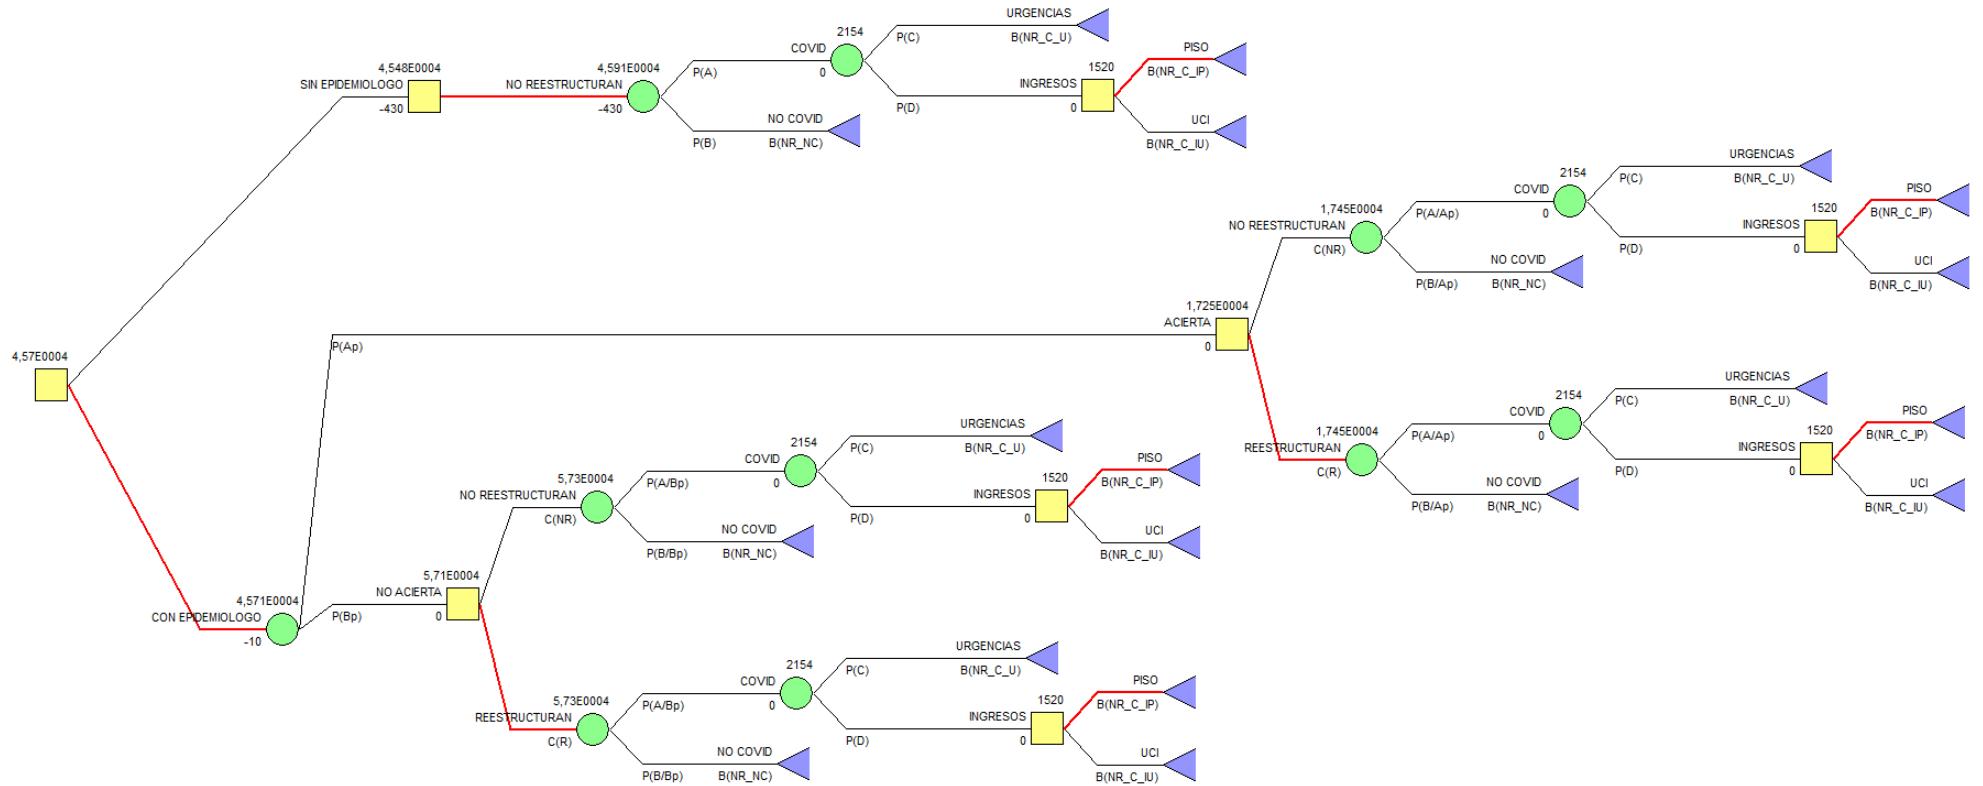 4,57E0004
4,548E0004
SIN EPIDEMIOLOGO
-430
4,591E0004
NO REESTRUCTURAN
-430
P(A)
COVID
2154
0
P(C)
URGENCIAS
B(NR_C_U)
P(D)
INGRESOS
1520
0
PISO
B(NR_C_IP)
UCI
B(NR_C_IU)
P(B)
NO COVID
B(NR_NC)
4,571E0004
CON EPIDEMIOLOGO
-10
P(Ap)
1,725E0004
ACIERTA
0
1,745E0004
NO REESTRUCTURAN
C(NR)
P(A/Ap)
COVID
2154
0
P(C)
URGENCIAS
B(NR_C_U)
P(D)
INGRESOS
1520
0
PISO
B(NR_C_IP)
UCI
B(NR_C_IU)
P(B/Ap)
NO COVID
B(NR_NC)
1,745E0004
REESTRUCTURAN
C(R)
P(A/Ap)
COVID
2154
0
P(C)
URGENCIAS
B(NR_C_U)
P(D)
INGRESOS
1520
0
PISO
B(NR_C_IP)
UCI
B(NR_C_IU)
P(B/Ap)
NO COVID
B(NR_NC)
P(Bp)
5,71E0004
NO ACIERTA
0
5,73E0004
NO REESTRUCTURAN
C(NR)
P(A/Bp)
COVID
2154
0
P(C)
URGENCIAS
B(NR_C_U)
P(D)
INGRESOS
1520
0
PISO
B(NR_C_IP)
UCI
B(NR_C_IU)
P(B/Bp)
NO COVID
B(NR_NC)
5,73E0004
REESTRUCTURAN
C(R)
P(A/Bp)
COVID
2154
0
P(C)
URGENCIAS
B(NR_C_U)
P(D)
INGRESOS
1520
0
PISO
B(NR_C_IP)
UCI
B(NR_C_IU)
P(B/Bp)
NO COVID
B(NR_NC)